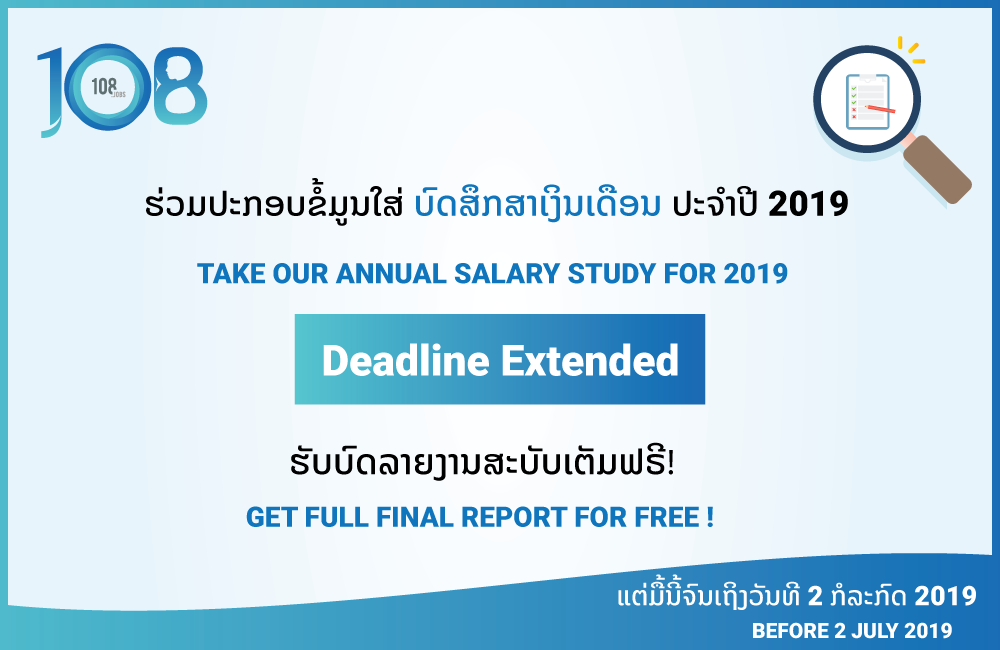 108
108
JOBS
ຮ່ວມປະກອບຂໍ້ມູນໃສ່ ບົດສຶກສາເງິນເດືອນ ປະຈຳປີ 2019
TAKE OUR ANNUAL SALARY STUDY FOR 2019
Deadline Extended
ຮັບບົດລາຍງານສະບັບເຕັມຟຣີ!
GET FULL FINAL REPORT FOR FREE !
ແຕ່ມື້ນີ້ຈົນເຖິງວັນທີ 2 ກໍລະກົດ 2019
BEFORE 2 JULY 2019